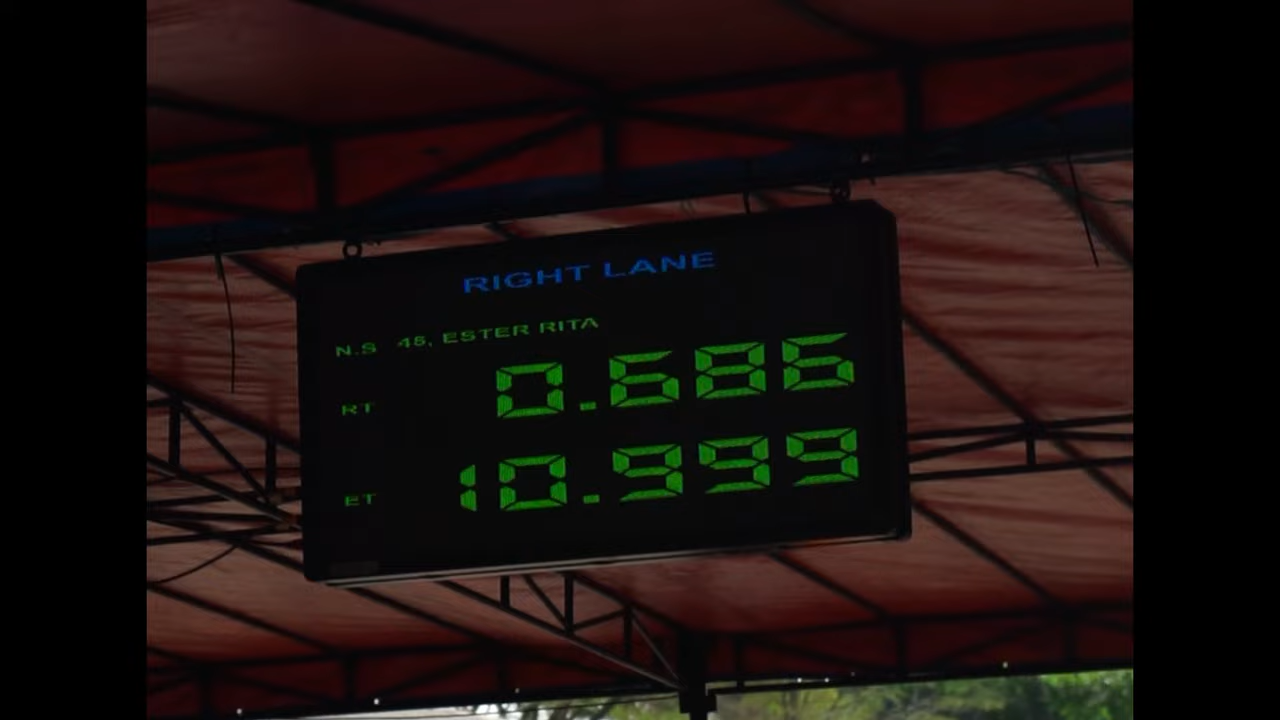 RIGHT LANE
N.S 45, ESTER RITA
RT 0.686
ET 10.999